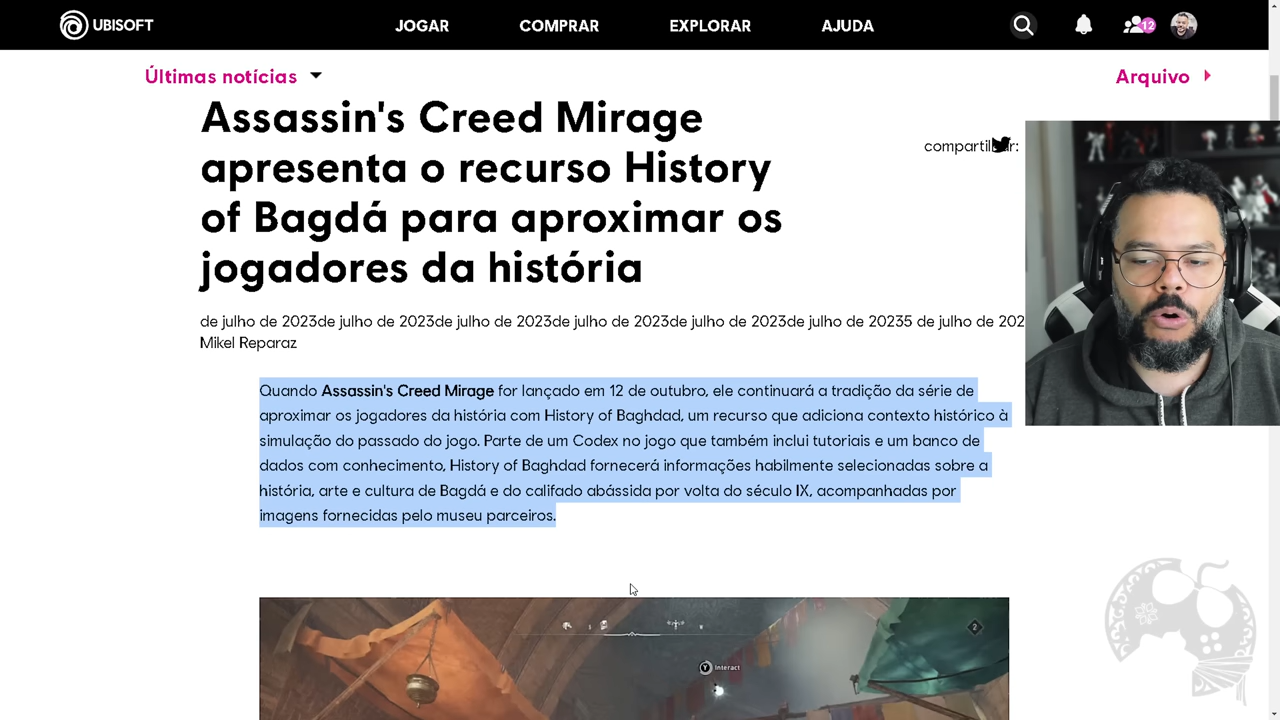 UBISOFT
JOGAR
COMPRAR
EXPLORAR
AJUDA
12
Últimas notícias
Arquivo
Assassin's Creed Mirage
apresenta o recurso History
of Bagdá para aproximar os
jogadores da história
compartilhar:
de julho de 2023de julho de 2023de julho de 2023de julho de 2023de julho de 2023de julho de 20235 de julho de 202
Mikel Reparaz
Quando Assassin's Creed Mirage for lançado em 12 de outubro, ele continuará a tradição da série de
aproximar os jogadores da história com History of Baghdad, um recurso que adiciona contexto histórico à
simulação do passado do jogo. Parte de um Codex no jogo que também inclui tutoriais e um banco de
dados com conhecimento, History of Baghdad fornecerá informações habilmente selecionadas sobre a
história, arte e cultura de Bagdá e do califado abássida por volta do século IX, acompanhadas por
imagens fornecidas pelo museu parceiros.
2
Y Interact